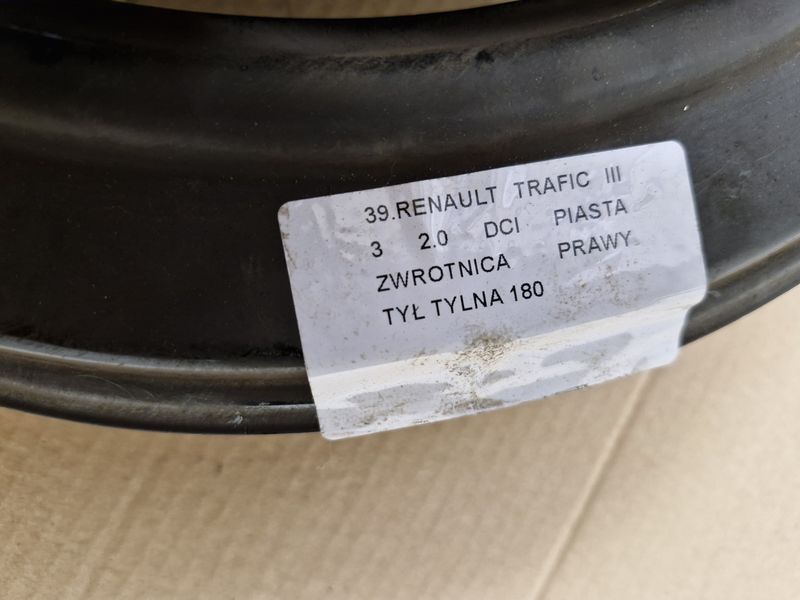 39.RENAULT TRAFIC III
3 2.0 DCI PIASTA
ZWROTNICA PRAWY
TYŁ TYLNA 180